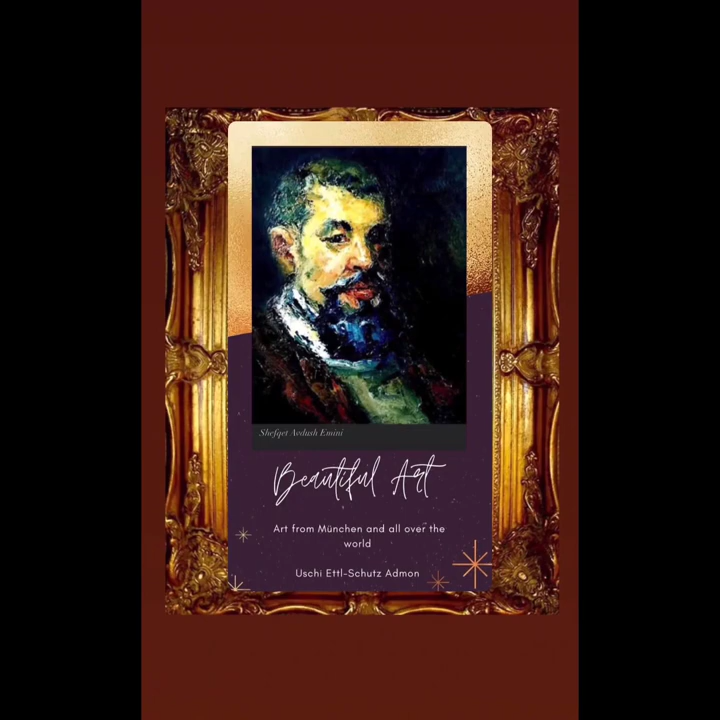 Shefqet Avdush Emini
Beautiful Art
Art from München and all over the
world
Uschi Ettl-Schutz Admon